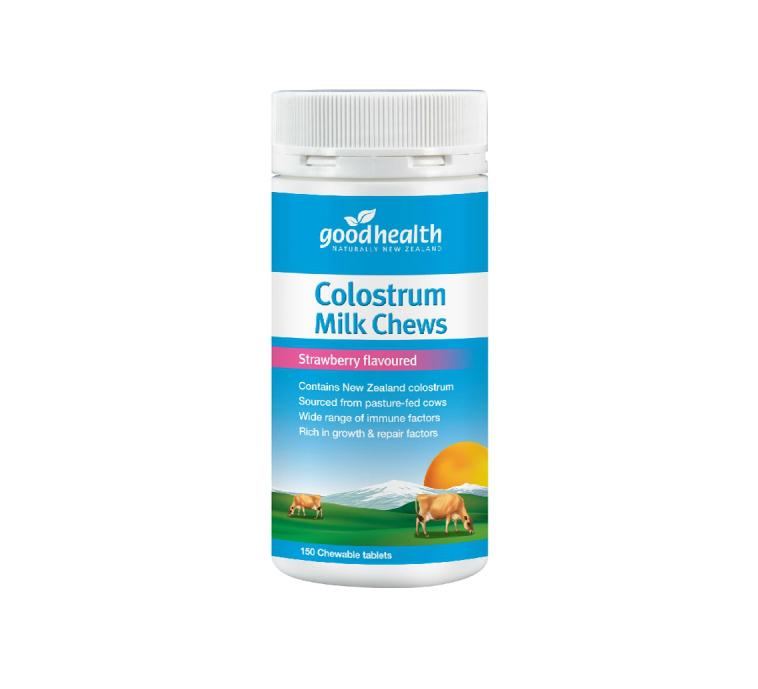 goodhealth
NATURALLY NEW ZEALAND
Colostrum
Milk Chews
Strawberry flavoured
Contains New Zealand colostrum
Sourced from pasture-fed cows
Wide range of immune factors
Rich in growth & repair factors
150 Chewable tablets